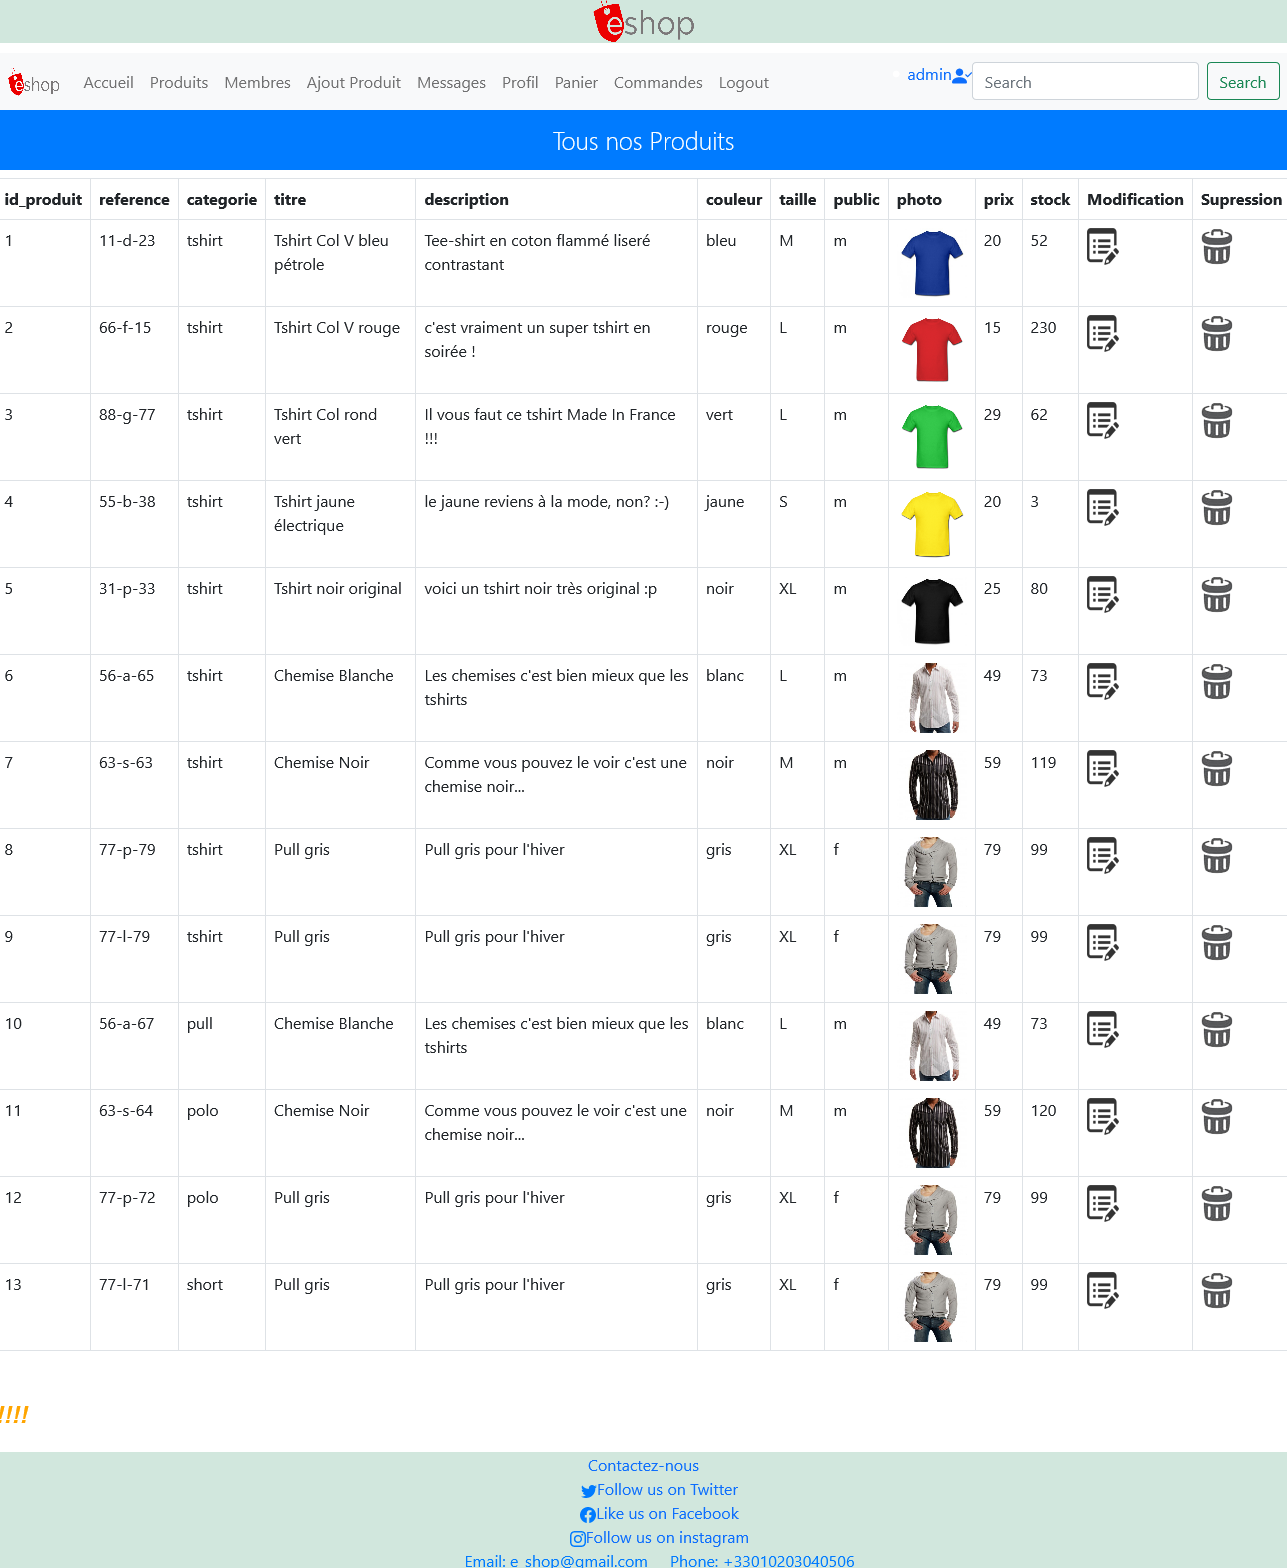 eshop
eshop Accueil Produits Membres Ajout Produit Messages Profil Panier Commandes Logout admin Search Search
Tous nos Produits
id_produit reference categorie titre description couleur taille public photo prix stock Modification Supression
1 11-d-23 tshirt Tshirt Col V bleu Tee-shirt en coton flammé liseré bleu M m 20 52
pétrole contrastant
2 66-f-15 tshirt Tshirt Col V rouge c'est vraiment un super tshirt en rouge L m 15 230
soirée !
3 88-g-77 tshirt Tshirt Col rond Il vous faut ce tshirt Made In France vert L m 29 62
vert !!!
4 55-b-38 tshirt Tshirt jaune le jaune reviens à la mode, non? :-) jaune S m 20 3
électrique
5 31-p-33 tshirt Tshirt noir original voici un tshirt noir très original :p noir XL m 25 80
6 56-a-65 tshirt Chemise Blanche Les chemises c'est bien mieux que les blanc L m 49 73
tshirts
7 63-s-63 tshirt Chemise Noir Comme vous pouvez le voir c'est une noir M m 59 119
chemise noir...
8 77-p-79 tshirt Pull gris Pull gris pour l'hiver gris XL f 79 99
9 77-l-79 tshirt Pull gris Pull gris pour l'hiver gris XL f 79 99
10 56-a-67 pull Chemise Blanche Les chemises c'est bien mieux que les blanc L m 49 73
tshirts
11 63-s-64 polo Chemise Noir Comme vous pouvez le voir c'est une noir M m 59 120
chemise noir...
12 77-p-72 polo Pull gris Pull gris pour l'hiver gris XL f 79 99
13 77-l-71 short Pull gris Pull gris pour l'hiver gris XL f 79 99
!!!!
Contactez-nous
Follow us on Twitter
Like us on Facebook
Follow us on instagram
Email: e_shop@gmail.com Phone: +33010203040506